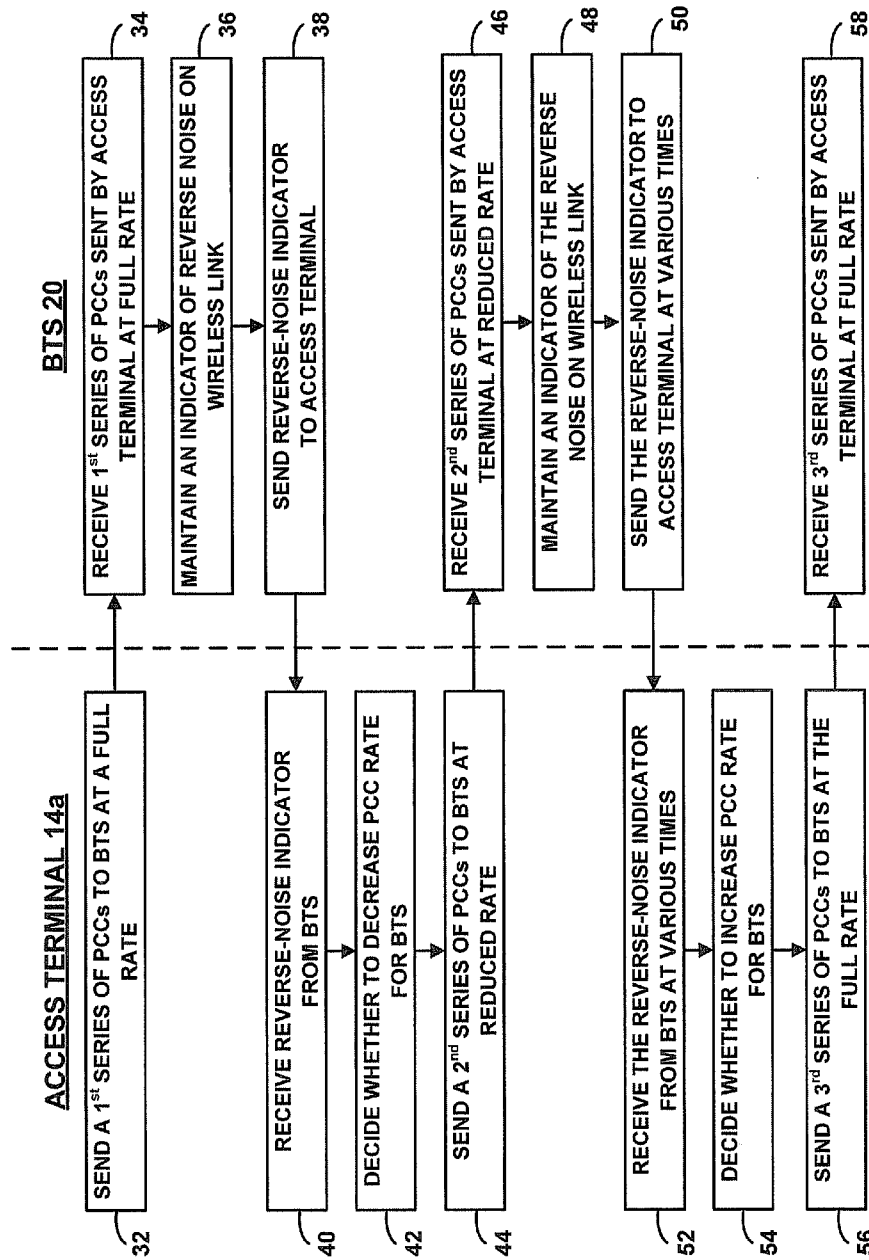 ACCESS TERMINAL 14a
SEND A 1st SERIES OF PCCs TO BTS AT A FULL
RATE
32
RECEIVE REVERSE-NOISE INDICATOR
FROM BTS
40
DECIDE WHETHER TO DECREASE PCC RATE
FOR BTS
42
SEND A 2nd SERIES OF PCCs TO BTS AT
REDUCED RATE
44
RECEIVE THE REVERSE-NOISE INDICATOR
FROM BTS AT VARIOUS TIMES
52
DECIDE WHETHER TO INCREASE PCC RATE
FOR BTS
54
SEND A 3rd SERIES OF PCCs TO BTS AT THE
FULL RATE
56
BTS 20
RECEIVE 1st SERIES OF PCCs SENT BY ACCESS
TERMINAL AT FULL RATE
34
MAINTAIN AN INDICATOR OF REVERSE NOISE ON
WIRELESS LINK
36
SEND REVERSE-NOISE INDICATOR
TO ACCESS TERMINAL
38
RECEIVE 2nd SERIES OF PCCs SENT BY ACCESS
TERMINAL AT REDUCED RATE
46
MAINTAIN AN INDICATOR OF THE REVERSE
NOISE ON WIRELESS LINK
48
SEND THE REVERSE-NOISE INDICATOR TO
ACCESS TERMINAL AT VARIOUS TIMES
50
RECEIVE 3rd SERIES OF PCCs SENT BY ACCESS
TERMINAL AT FULL RATE
58